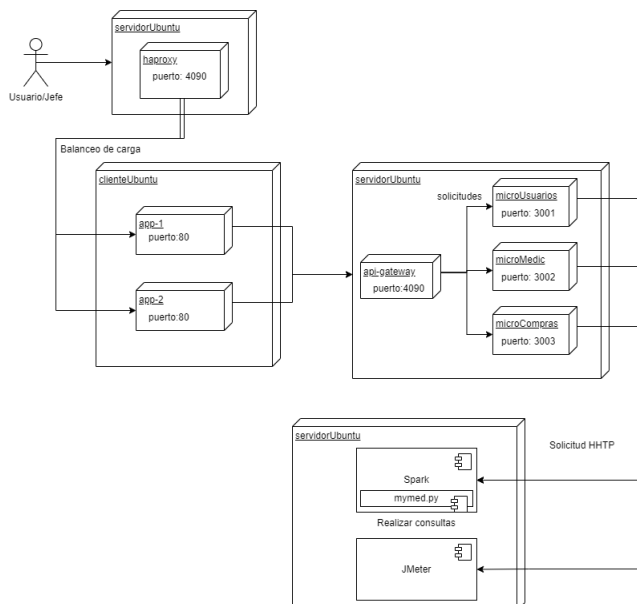 servidorUbuntu
haproxy
puerto: 4090
Usuario/Jefe
Balanceo de carga
clienteUbuntu
app-1
puerto:80
app-2
puerto:80
servidorUbuntu
solicitudes
microUsuarios
puerto: 3001
api-gateway
puerto:4090
microMedic
puerto: 3002
microCompras
puerto: 3003
servidorUbuntu
Solicitud HHTP
Spark
mymed.py
Realizar consultas
JMeter